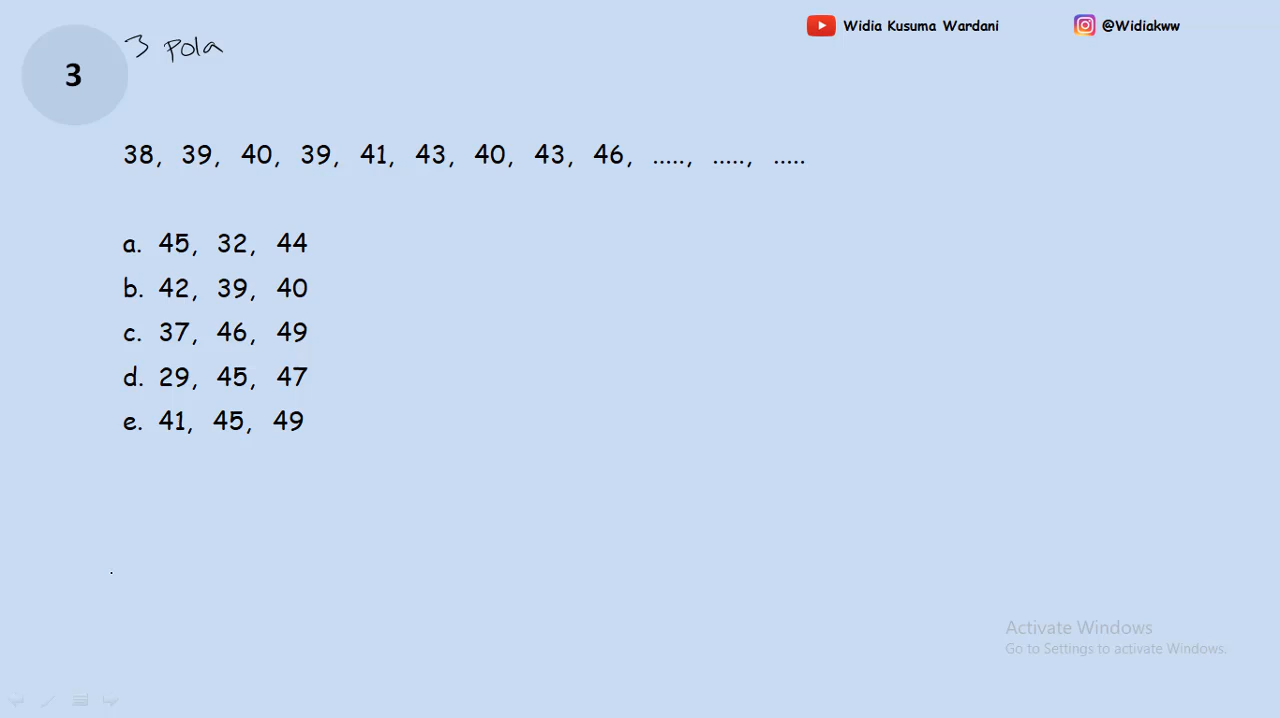 Widia Kusuma Wardani @Widiakww
3 pola
3
38, 39, 40, 39, 41, 43, 40, 43, 46, ....., ....., .....
a. 45, 32, 44
b. 42, 39, 40
c. 37, 46, 49
d. 29, 45, 47
e. 41, 45, 49
Activate Windows
Go to Settings to activate Windows.